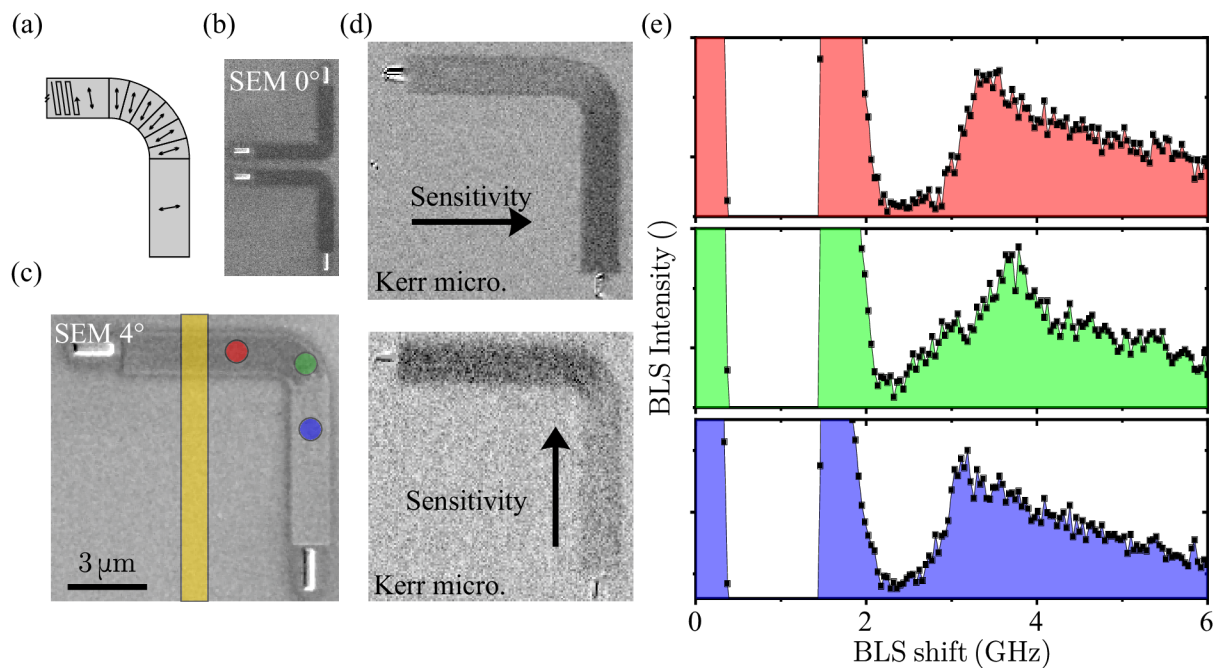 (a)
(b)
SEM 0°
(c)
SEM 4°
3 μm
(d)
Sensitivity
Kerr micro.
Sensitivity
Kerr micro.
(e)
BLS Intensity ()
2
4
6
BLS shift (GHz)